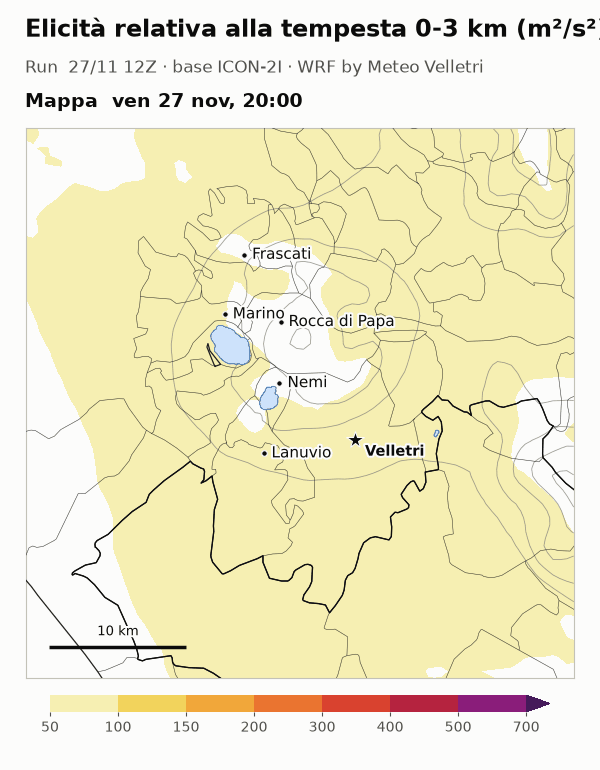 Elicità relativa alla tempesta 0-3 km (m²/s²)
Run 27/11 12Z · base ICON-2I · WRF by Meteo Velletri
Mappa ven 27 nov, 20:00
Frascati
Marino
Rocca di Papa
Nemi
Lanuvio
Velletri
10 km
50 100 150 200 300 400 500 700